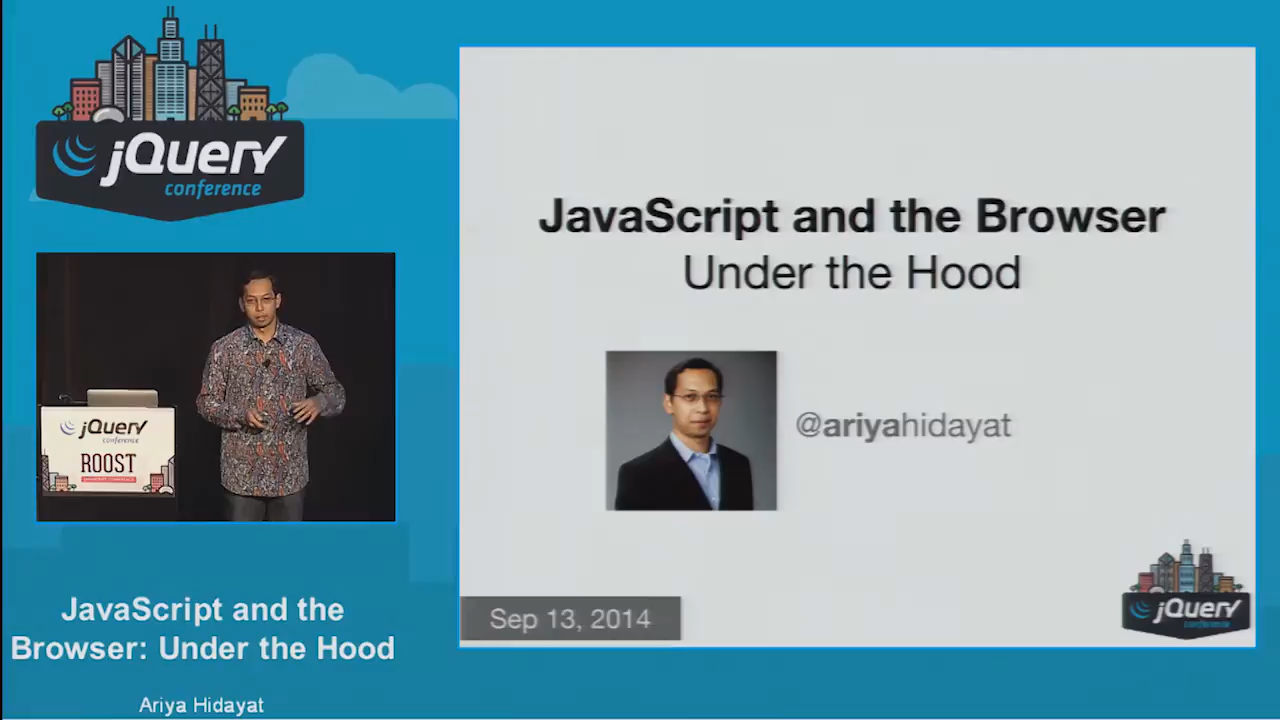 jQuery
conference
jQuery
conference
ROOST
JavaScript and the
Browser: Under the Hood
Ariya Hidayat
JavaScript and the Browser
Under the Hood
@ariyahidayat
Sep 13, 2014
jQuery
conference